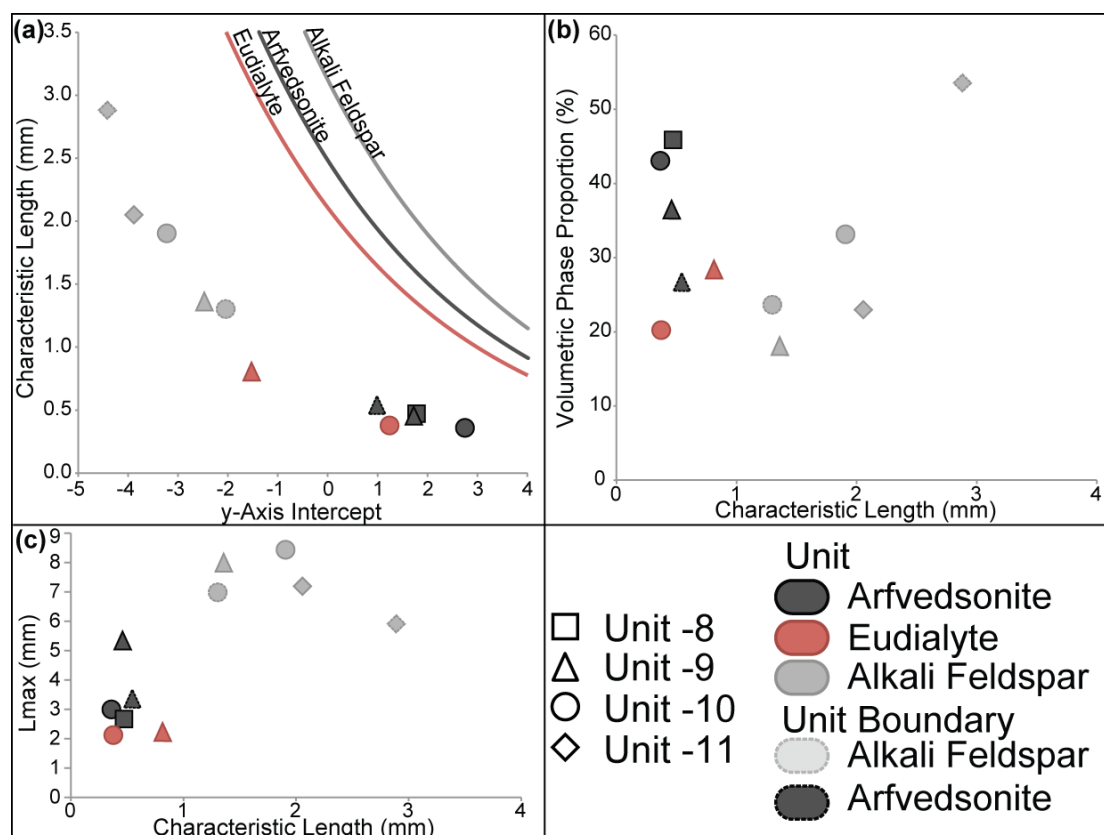 (a)
3.5
3.0
2.5
2.0
1.5
1.0
0.5
0.0
Characteristic Length (mm)
Eudialyte
Arfvedsonite
Alkali Feldspar
-5 -4 -3 -2 -1 0 1 2 3 4
y-Axis Intercept
(b)
60
50
40
30
20
10
0
Volumetric Phase Proportion (%)
0 1 2 3 4
Characteristic Length (mm)
(c)
9
8
7
6
5
4
3
2
1
0
Lmax (mm)
0 1 2 3 4
Characteristic Length (mm)
Unit -8
Unit -9
Unit -10
Unit -11
Unit
Arfvedsonite
Eudialyte
Alkali Feldspar
Unit Boundary
Alkali Feldspar
Arfvedsonite